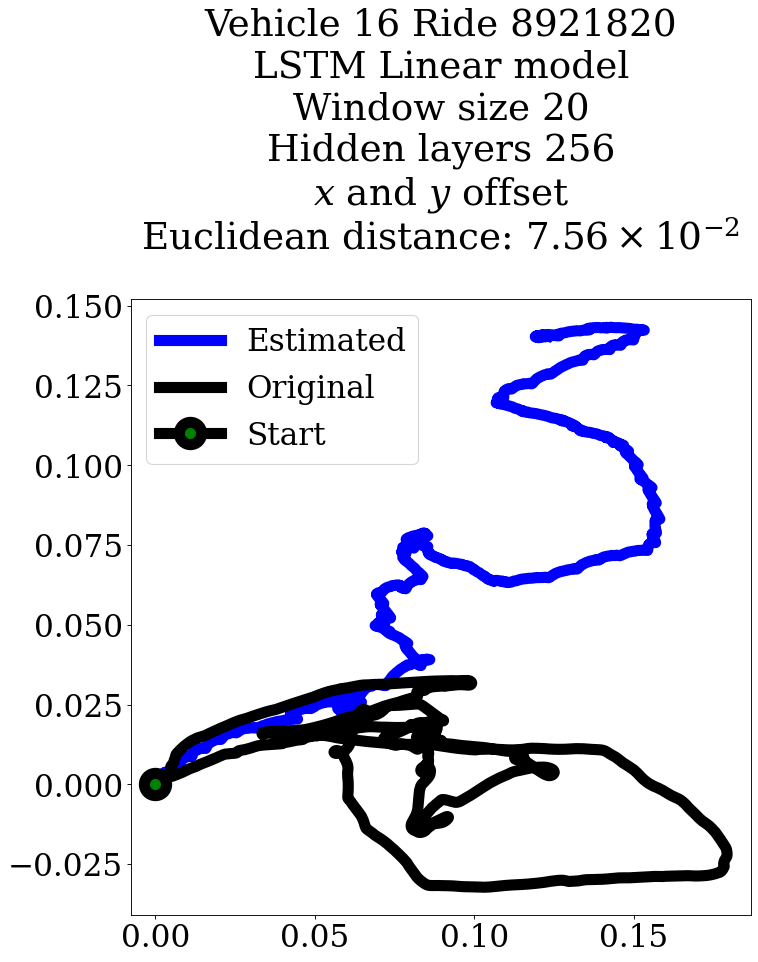 Vehicle 16 Ride 8921820
LSTM Linear model
Window size 20
Hidden layers 256
x and y offset
Euclidean distance: 7.56 × 10⁻²
0.150
0.125
0.100
0.075
0.050
0.025
0.000
−0.025
Estimated
Original
Start
0.00 0.05 0.10 0.15